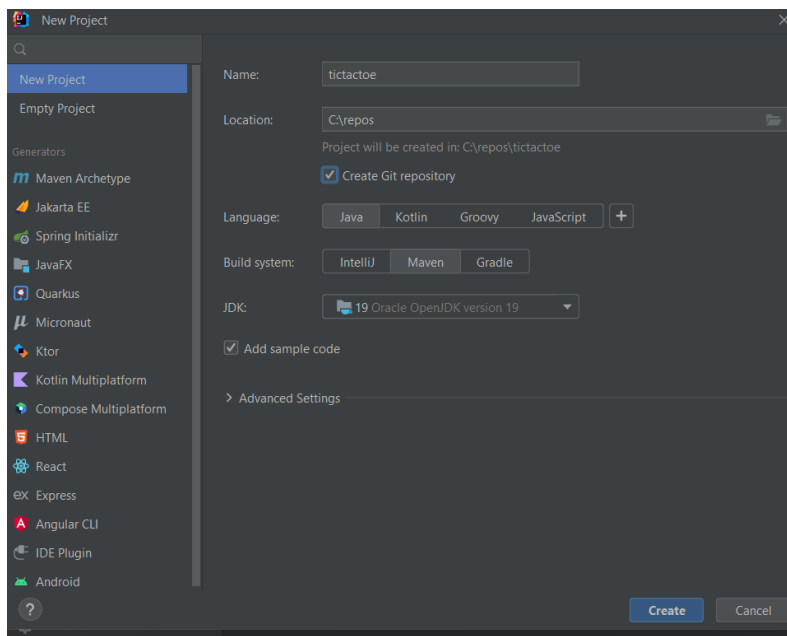 New Project
New Project
Empty Project
Generators
Maven Archetype
Jakarta EE
Spring Initializr
JavaFX
Quarkus
Micronaut
Ktor
Kotlin Multiplatform
Compose Multiplatform
HTML
React
ex Express
Angular CLI
IDE Plugin
Android
?
Name: tictactoe
Location: C:\repos
Project will be created in: C:\repos\tictactoe
Create Git repository
Language: Java Kotlin Groovy JavaScript +
Build system: IntelliJ Maven Gradle
JDK: 19 Oracle OpenJDK version 19
Add sample code
Advanced Settings
Create Cancel